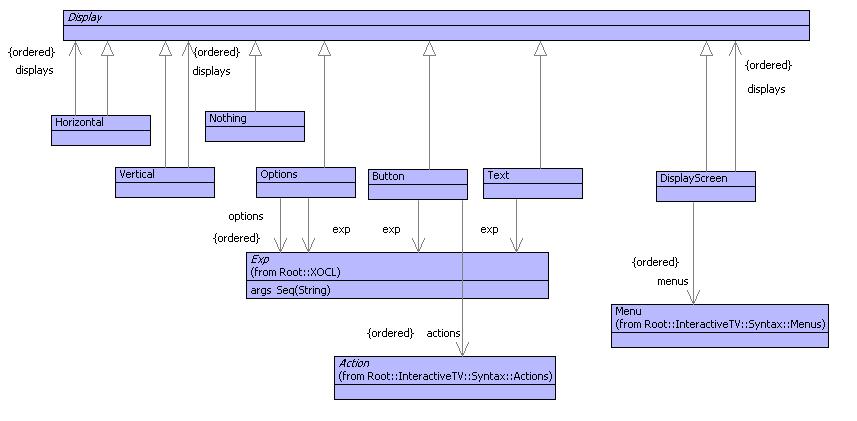 Display
{ordered}
displays
{ordered}
displays
{ordered}
displays
Horizontal
Nothing
Vertical
Options
Button
Text
DisplayScreen
options
{ordered}
exp
exp
exp
Exp
(from Root::XOCL)
args Seq(String)
{ordered}
menus
Menu
(from Root::InteractiveTV::Syntax::Menus)
{ordered}
actions
Action
(from Root::InteractiveTV::Syntax::Actions)